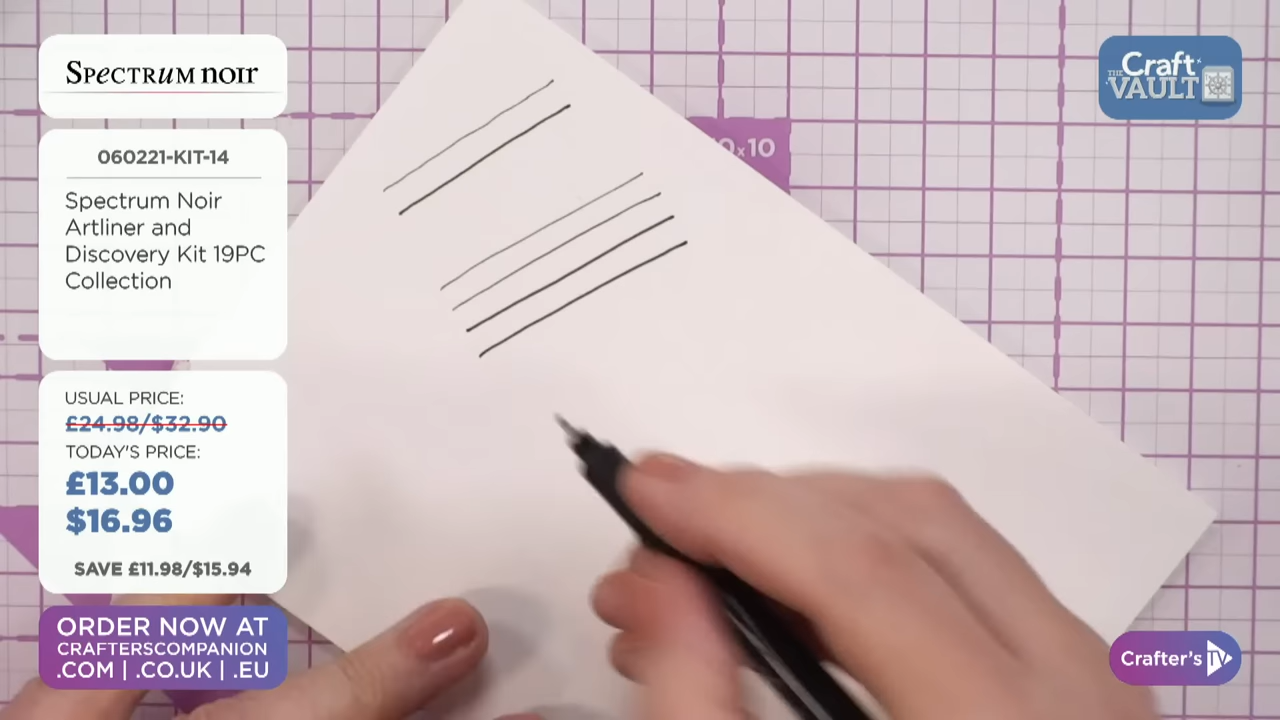 SPECTRUM NOIR
060221-KIT-14
Spectrum Noir
Artliner and
Discovery Kit 19PC
Collection
USUAL PRICE:
£24.98/$32.90
TODAY'S PRICE:
£13.00
$16.96
SAVE £11.98/$15.94
ORDER NOW AT
CRAFTERSCOMPANION
.COM | .CO.UK | .EU
THE Craft
VAULT
x10
Crafter's TV